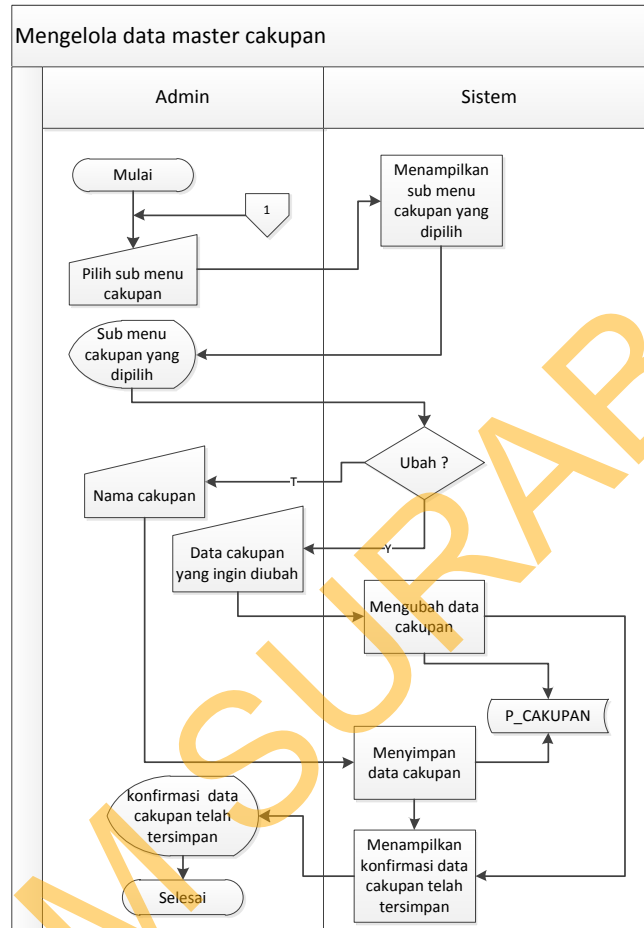 Mengelola data master cakupan
Admin
Sistem
Mulai
1
Menampilkan
sub menu
cakupan yang
dipilih
Pilih sub menu
cakupan
Sub menu
cakupan yang
dipilih
Ubah ?
T
Nama cakupan
Y
Data cakupan
yang ingin diubah
Mengubah data
cakupan
P_CAKUPAN
Menyimpan
data cakupan
konfirmasi data
cakupan telah
tersimpan
Menampilkan
konfirmasi data
cakupan telah
tersimpan
Selesai
M SURAB